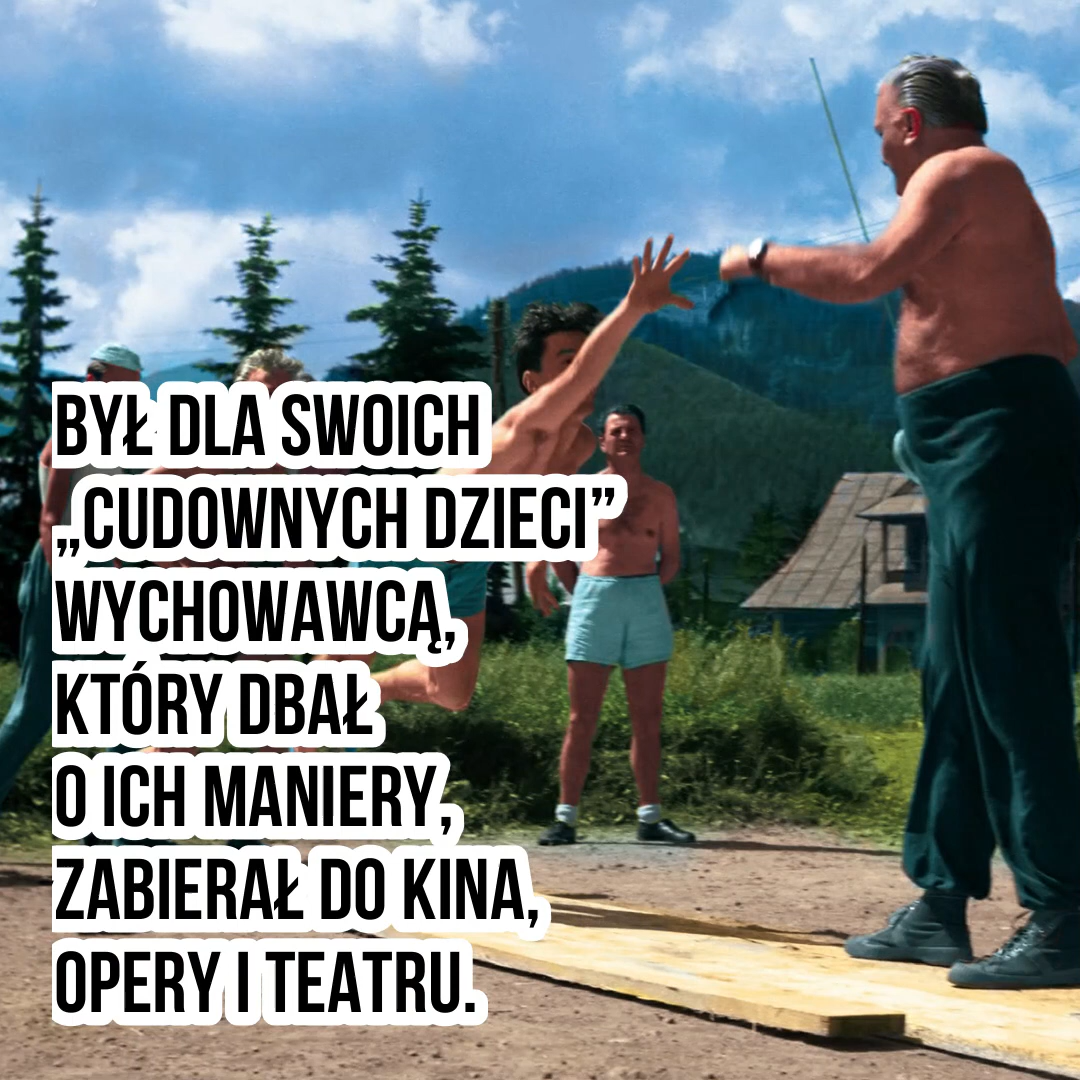 BYŁ DLA SWOICH
„CUDOWNYCH DZIECI”
WYCHOWAWCĄ,
KTÓRY DBAŁ
O ICH MANIERY,
ZABIERAŁ DO KINA,
OPERY I TEATRU.